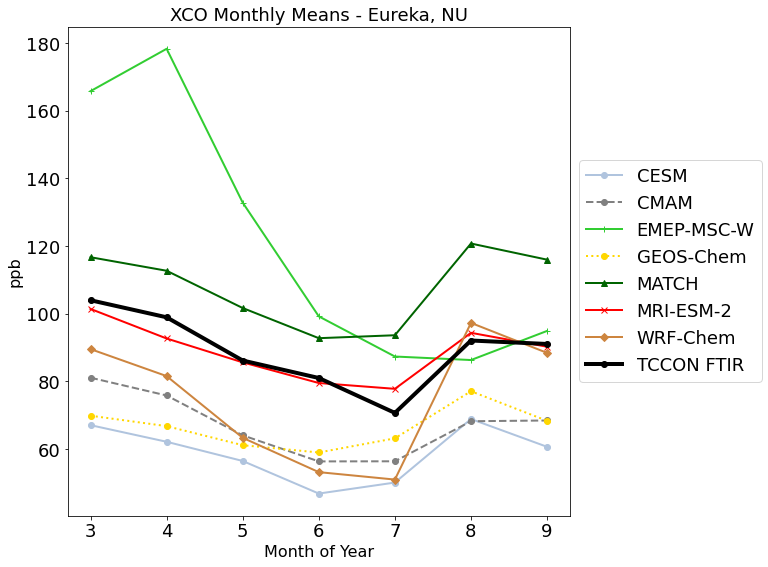 XCO Monthly Means - Eureka, NU
180
160
140
120
100
80
60
ppb
3 4 5 6 7 8 9
Month of Year
CESM
CMAM
EMEP-MSC-W
GEOS-Chem
MATCH
MRI-ESM-2
WRF-Chem
TCCON FTIR